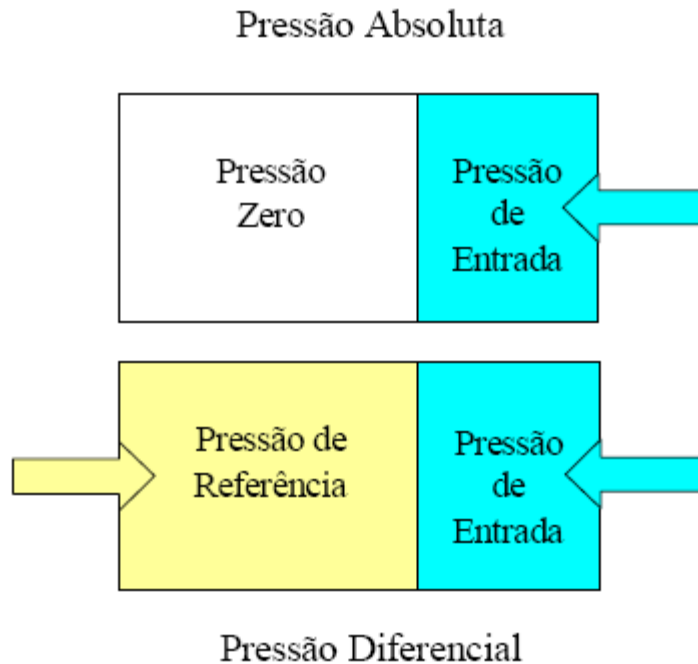 Pressão Absoluta
Pressão
Zero
Pressão
de
Entrada
Pressão de
Referência
Pressão
de
Entrada
Pressão Diferencial